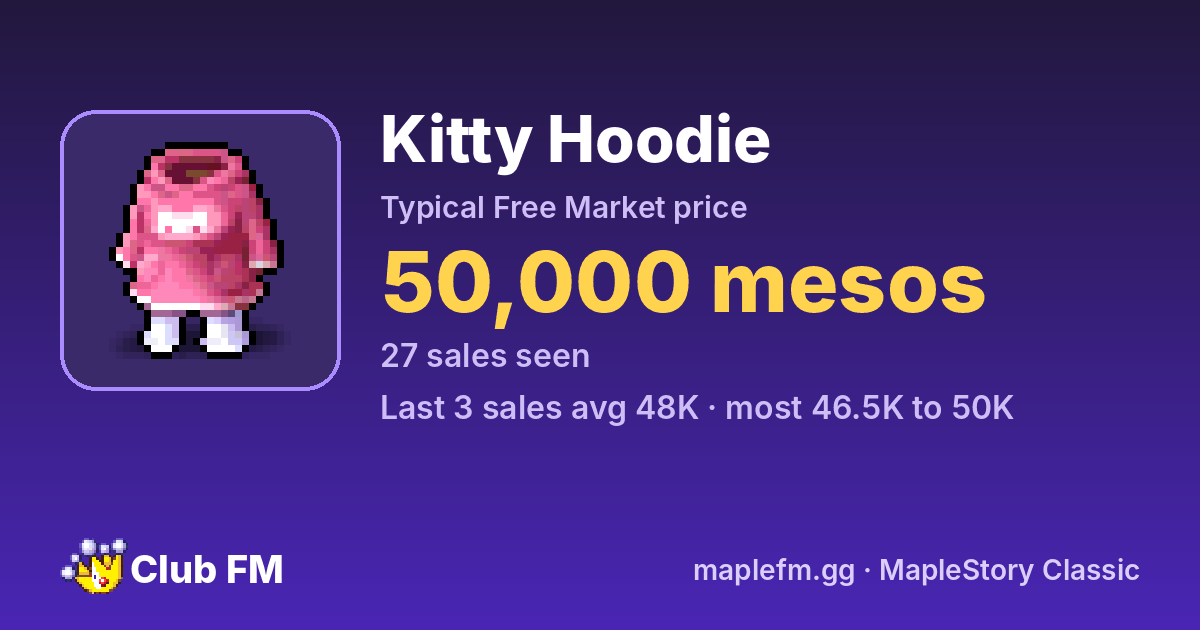 Kitty Hoodie
Typical Free Market price
50,000 mesos
27 sales seen
Last 3 sales avg 48K · most 46.5K to 50K
Club FM
maplefm.gg · MapleStory Classic